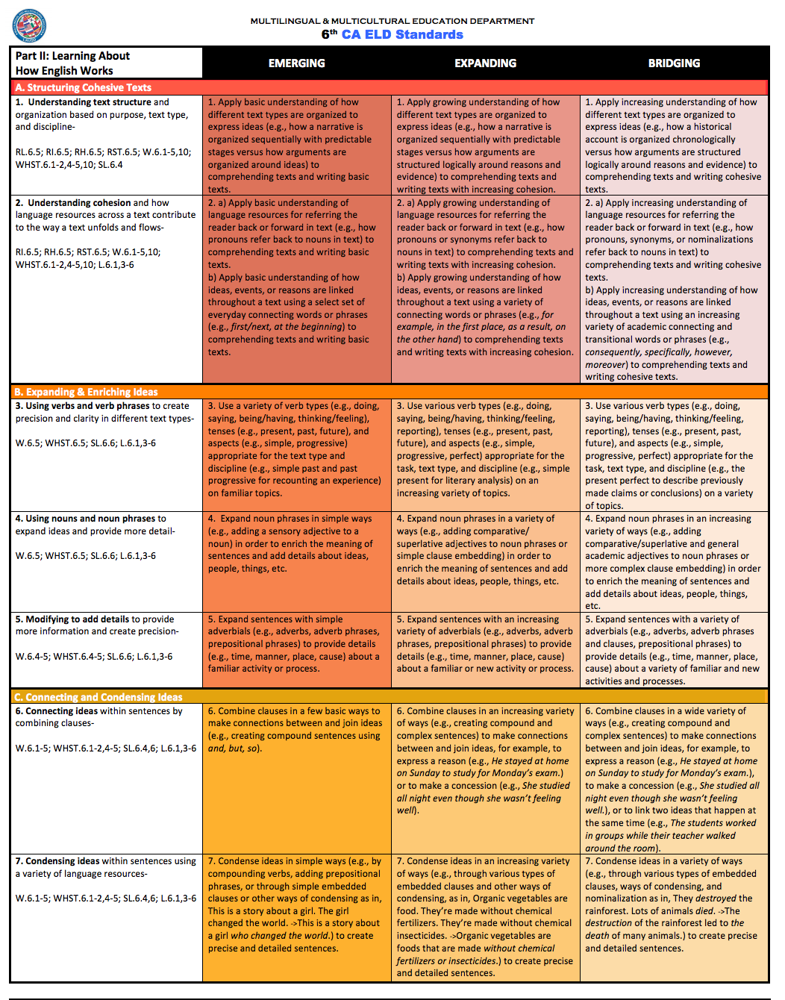 MULTILINGUAL & MULTICULTURAL EDUCATION DEPARTMENT
6th CA ELD Standards
Part II: Learning About
How English Works
EMERGING
EXPANDING
BRIDGING
A. Structuring Cohesive Texts
1. Understanding text structure and
organization based on purpose, text type,
and discipline-
RL.6.5; RI.6.5; RH.6.5; RST.6.5; W.6.1-5,10;
WHST.6.1-2,4-5,10; SL.6.4
1. Apply basic understanding of how
different text types are organized to
express ideas (e.g., how a narrative is
organized sequentially with predictable
stages versus how arguments are
organized around ideas) to
comprehending texts and writing basic
texts.
1. Apply growing understanding of how
different text types are organized to
express ideas (e.g., how a narrative is
organized sequentially with predictable
stages versus how arguments are
structured logically around reasons and
evidence) to comprehending texts and
writing texts with increasing cohesion.
1. Apply increasing understanding of how
different text types are organized to
express ideas (e.g., how a historical
account is organized chronologically
versus how arguments are structured
logically around reasons and evidence) to
comprehending texts and writing cohesive
texts.
2. Understanding cohesion and how
language resources across a text contribute
to the way a text unfolds and flows-
RI.6.5; RH.6.5; RST.6.5; W.6.1-5,10;
WHST.6.1-2,4-5,10; L.6.1,3-6
2. a) Apply basic understanding of
language resources for referring the
reader back or forward in text (e.g., how
pronouns refer back to nouns in text) to
comprehending texts and writing basic
texts.
b) Apply basic understanding of how
ideas, events, or reasons are linked
throughout a text using a select set of
everyday connecting words or phrases
(e.g., first/next, at the beginning) to
comprehending texts and writing basic
texts.
2. a) Apply growing understanding of
language resources for referring the
reader back or forward in text (e.g., how
pronouns or synonyms refer back to
nouns in text) to comprehending texts and
writing texts with increasing cohesion.
b) Apply growing understanding of how
ideas, events, or reasons are linked
throughout a text using a variety of
connecting words or phrases (e.g., for
example, in the first place, as a result, on
the other hand) to comprehending texts
and writing texts with increasing cohesion.
2. a) Apply increasing understanding of
language resources for referring the
reader back or forward in text (e.g., how
pronouns, synonyms, or nominalizations
refer back to nouns in text) to
comprehending texts and writing cohesive
texts.
b) Apply increasing understanding of how
ideas, events, or reasons are linked
throughout a text using an increasing
variety of academic connecting and
transitional words or phrases (e.g.,
consequently, specifically, however,
moreover) to comprehending texts and
writing cohesive texts.
B. Expanding & Enriching Ideas
3. Using verbs and verb phrases to create
precision and clarity in different text types-
W.6.5; WHST.6.5; SL.6.6; L.6.1,3-6
3. Use a variety of verb types (e.g., doing,
saying, being/having, thinking/feeling),
tenses (e.g., present, past, future), and
aspects (e.g., simple, progressive)
appropriate for the text type and
discipline (e.g., simple past and past
progressive for recounting an experience)
on familiar topics.
3. Use various verb types (e.g., doing,
saying, being/having, thinking/feeling,
reporting), tenses (e.g., present, past,
future), and aspects (e.g., simple,
progressive, perfect) appropriate for the
task, text type, and discipline (e.g., simple
present for literary analysis) on an
increasing variety of topics.
3. Use various verb types (e.g., doing,
saying, being/having, thinking/feeling,
reporting), tenses (e.g., present, past,
future), and aspects (e.g., simple,
progressive, perfect) appropriate for the
task, text type, and discipline (e.g., the
present perfect to describe previously
made claims or conclusions) on a variety
of topics.
4. Using nouns and noun phrases to
expand ideas and provide more detail-
W.6.5; WHST.6.5; SL.6.6; L.6.1,3-6
4. Expand noun phrases in simple ways
(e.g., adding a sensory adjective to a
noun) in order to enrich the meaning of
sentences and add details about ideas,
people, things, etc.
4. Expand noun phrases in a variety of
ways (e.g., adding comparative/
superlative adjectives to noun phrases or
simple clause embedding) in order to
enrich the meaning of sentences and add
details about ideas, people, things, etc.
4. Expand noun phrases in an increasing
variety of ways (e.g., adding
comparative/superlative and general
academic adjectives to noun phrases or
more complex clause embedding) in order
to enrich the meaning of sentences and
add details about ideas, people, things,
etc.
5. Modifying to add details to provide
more information and create precision-
W.6.4-5; WHST.6.4-5; SL.6.6; L.6.1,3-6
5. Expand sentences with simple
adverbials (e.g., adverbs, adverb phrases,
prepositional phrases) to provide details
(e.g., time, manner, place, cause) about a
familiar activity or process.
5. Expand sentences with an increasing
variety of adverbials (e.g., adverbs, adverb
phrases, prepositional phrases) to provide
details (e.g., time, manner, place, cause)
about a familiar or new activity or process.
5. Expand sentences with a variety of
adverbials (e.g., adverbs, adverb phrases
and clauses, prepositional phrases) to
provide details (e.g., time, manner, place,
cause) about a variety of familiar and new
activities and processes.
C. Connecting and Condensing Ideas
6. Connecting ideas within sentences by
combining clauses-
W.6.1-5; WHST.6.1-2,4-5; SL.6.4,6; L.6.1,3-6
6. Combine clauses in a few basic ways to
make connections between and join ideas
(e.g., creating compound sentences using
and, but, so).
6. Combine clauses in an increasing variety
of ways (e.g., creating compound and
complex sentences) to make connections
between and join ideas, for example, to
express a reason (e.g., He stayed at home
on Sunday to study for Monday's exam.)
or to make a concession (e.g., She studied
all night even though she wasn't feeling
well).
6. Combine clauses in a wide variety of
ways (e.g., creating compound and
complex sentences) to make connections
between and join ideas, for example, to
express a reason (e.g., He stayed at home
on Sunday to study for Monday's exam.),
to make a concession (e.g., She studied all
night even though she wasn't feeling
well.), or to link two ideas that happen at
the same time (e.g., The students worked
in groups while their teacher walked
around the room).
7. Condensing ideas within sentences using
a variety of language resources-
W.6.1-5; WHST.6.1-2,4-5; SL.6.4,6; L.6.1,3-6
7. Condense ideas in simple ways (e.g., by
compounding verbs, adding prepositional
phrases, or through simple embedded
clauses or other ways of condensing as in,
This is a story about a girl. The girl
changed the world. ->This is a story about
a girl who changed the world.) to create
precise and detailed sentences.
7. Condense ideas in an increasing variety
of ways (e.g., through various types of
embedded clauses and other ways of
condensing, as in, Organic vegetables are
food. They're made without chemical
fertilizers. They're made without chemical
insecticides. ->Organic vegetables are
foods that are made without chemical
fertilizers or insecticides.) to create precise
and detailed sentences.
7. Condense ideas in a variety of ways
(e.g., through various types of embedded
clauses, ways of condensing, and
nominalization as in, They destroyed the
rainforest. Lots of animals died. ->The
destruction of the rainforest led to the
death of many animals.) to create precise
and detailed sentences.